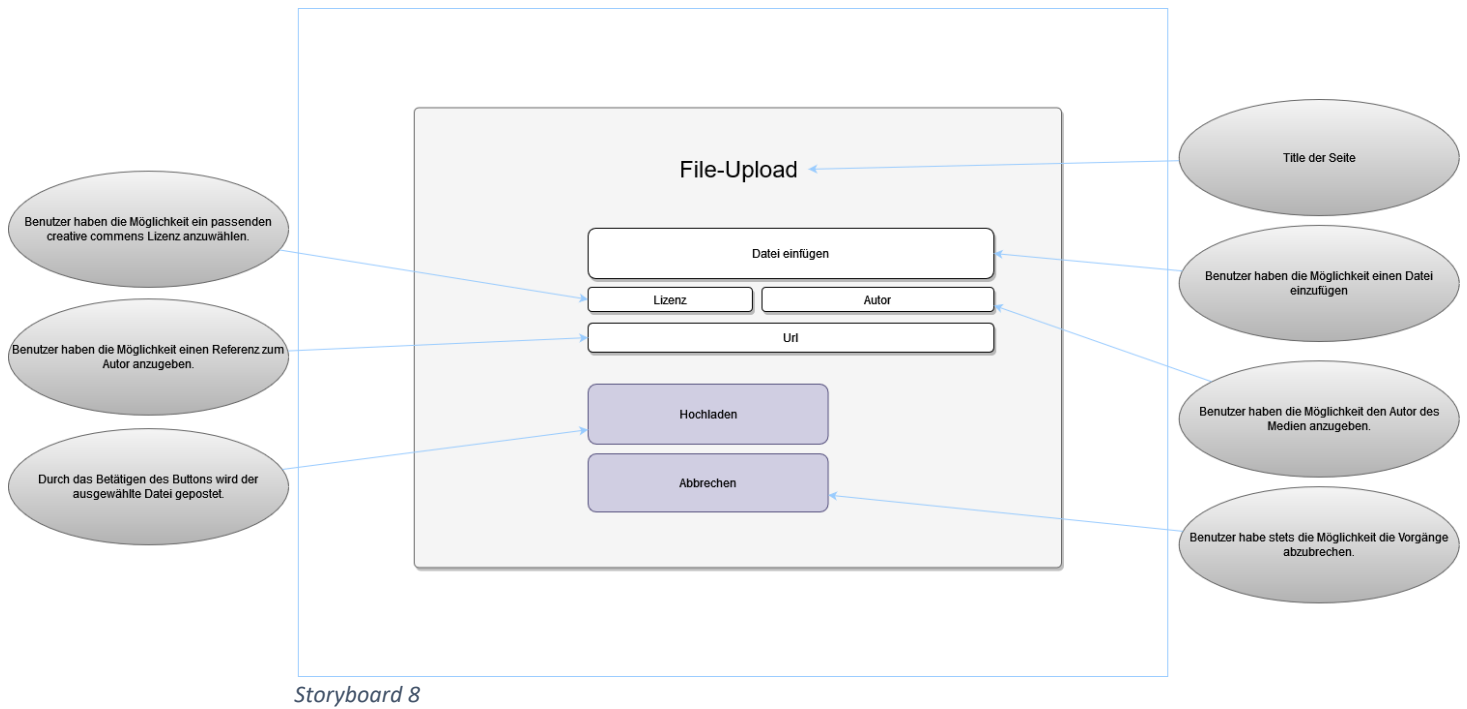 File-Upload
Title der Seite
Benutzer haben die Möglichkeit ein passenden
creative commens Lizenz anzuwählen.
Datei einfügen
Benutzer haben die Möglichkeit einen Datei
einzufügen
Lizenz
Autor
Url
Benutzer haben die Möglichkeit einen Referenz zum
Autor anzugeben.
Hochladen
Benutzer haben die Möglichkeit den Autor des
Medien anzugeben.
Durch das Betätigen des Buttons wird der
ausgewählte Datei gepostet.
Abbrechen
Benutzer habe stets die Möglichkeit die Vorgänge
abzubrechen.
Storyboard 8